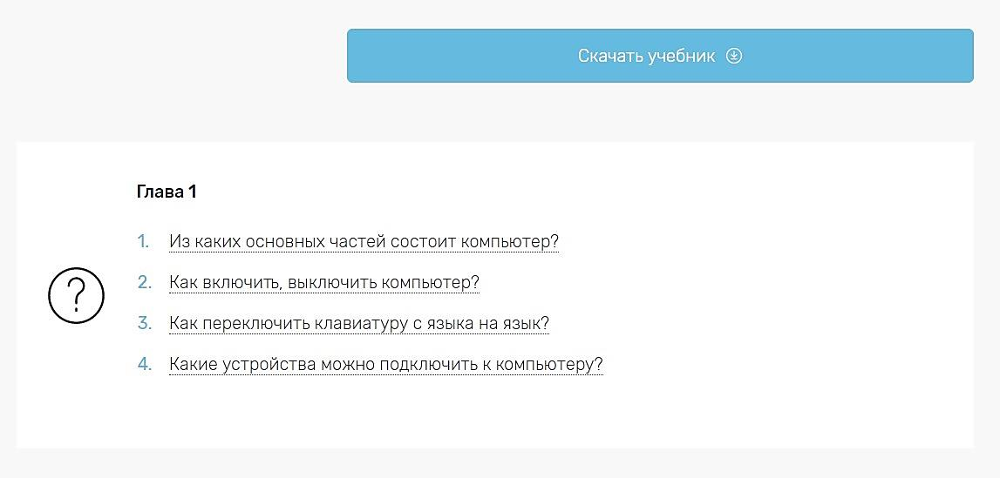 Скачать учебник
Глава 1
1. Из каких основных частей состоит компьютер?
2. Как включить, выключить компьютер?
3. Как переключить клавиатуру с языка на язык?
4. Какие устройства можно подключить к компьютеру?